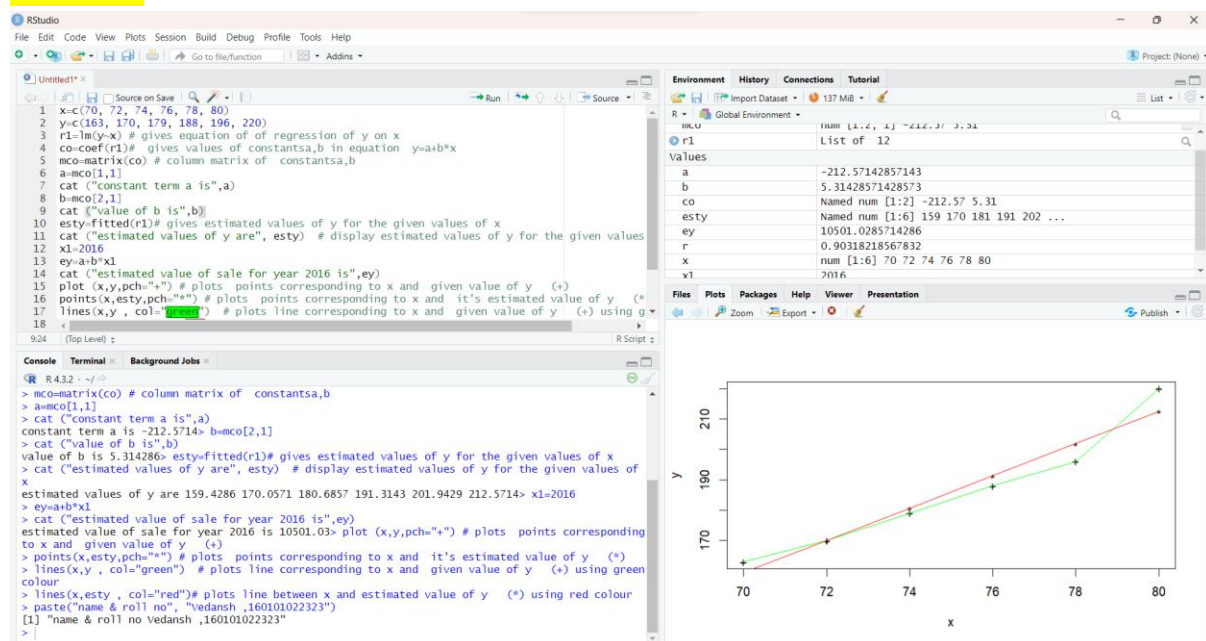 RStudio
File Edit Code View Plots Session Build Debug Profile Tools Help
Go to file/function Addins
Project: (None)
Untitled1*
Source on Save Run Source
1 x=c(70, 72, 74, 76, 78, 80)
2 y=c(163, 170, 179, 188, 196, 220)
3 r1=lm(y~x) # gives equation of of regression of y on x
4 co=coef(r1)# gives values of constantsa,b in equation y=a+b*x
5 mco=matrix(co) # column matrix of constantsa,b
6 a=mco[1,1]
7 cat ("constant term a is",a)
8 b=mco[2,1]
9 cat ("value of b is",b)
10 esty=fitted(r1)# gives estimated values of y for the given values of x
11 cat ("estimated values of y are", esty) # display estimated values of y for the given values
12 x1=2016
13 ey=a+b*x1
14 cat ("estimated value of sale for year 2016 is",ey)
15 plot (x,y,pch="+") # plots points corresponding to x and given value of y (+)
16 points(x,esty,pch="*") # plots points corresponding to x and it's estimated value of y (*
17 lines(x,y , col="green") # plots line corresponding to x and given value of y (+) using g
18
9:24 (Top Level) R Script
Console Terminal Background Jobs
R 4.3.2 · ~/
> mco=matrix(co) # column matrix of constantsa,b
> a=mco[1,1]
> cat ("constant term a is",a)
constant term a is -212.5714> b=mco[2,1]
> cat ("value of b is",b)
value of b is 5.314286> esty=fitted(r1)# gives estimated values of y for the given values of x
> cat ("estimated values of y are", esty) # display estimated values of y for the given values of
x
estimated values of y are 159.4286 170.0571 180.6857 191.3143 201.9429 212.5714> x1=2016
> ey=a+b*x1
> cat ("estimated value of sale for year 2016 is",ey)
estimated value of sale for year 2016 is 10501.03> plot (x,y,pch="+") # plots points corresponding
to x and given value of y (+)
> points(x,esty,pch="*") # plots points corresponding to x and it's estimated value of y (*)
> lines(x,y , col="green") # plots line corresponding to x and given value of y (+) using green
colour
> lines(x,esty , col="red")# plots line between x and estimated value of y (*) using red colour
> paste("name & roll no", "Vedansh ,160101022323")
[1] "name & roll no Vedansh ,160101022323"
>
Environment History Connections Tutorial
Import Dataset 137 MiB List
R Global Environment
mco num [1:2, 1] -212.57 5.31
r1 List of 12
Values
a -212.57142857143
b 5.31428571428573
co Named num [1:2] -212.57 5.31
esty Named num [1:6] 159 170 181 191 202 ...
ey 10501.0285714286
r 0.90318218567832
x num [1:6] 70 72 74 76 78 80
x1 2016
Files Plots Packages Help Viewer Presentation
Zoom Export Publish
210
190
170
y
70 72 74 76 78 80
x